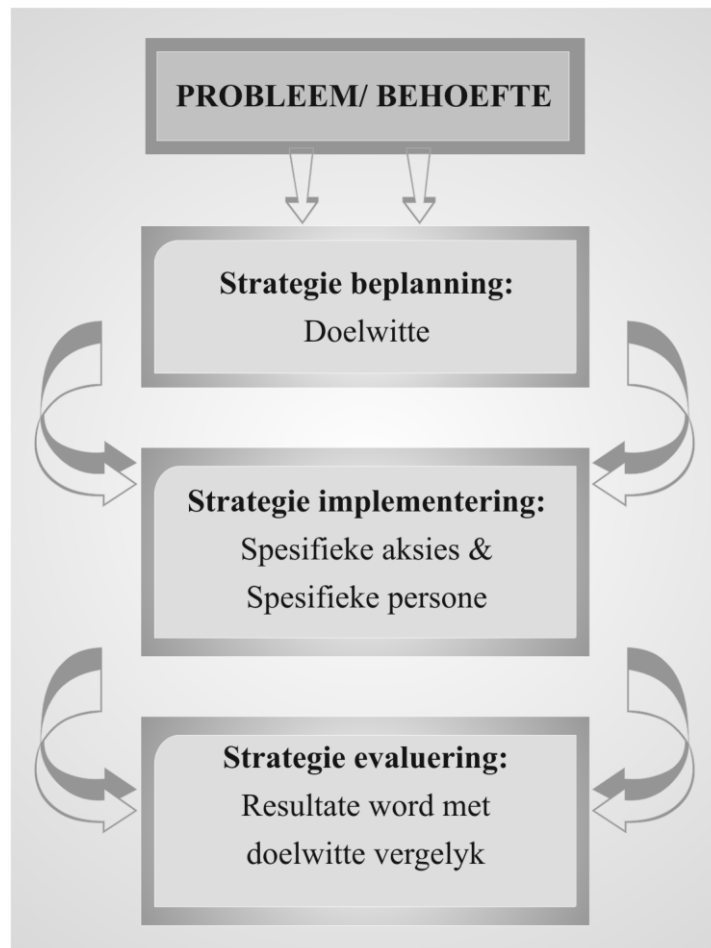 PROBLEEM/ BEHOEFTE
Strategie beplanning:
Doelwitte
Strategie implementering:
Spesifieke aksies &
Spesifieke persone
Strategie evaluering:
Resultate word met
doelwitte vergelyk